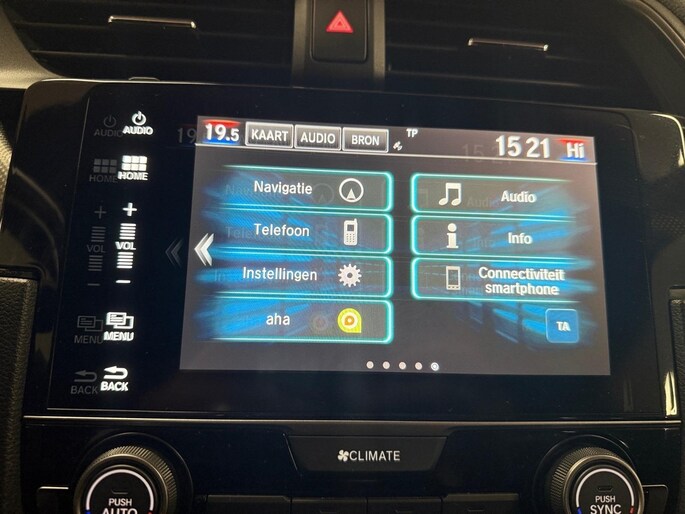 AUDIO
HOME
VOL
MENU
BACK
19.5 KAART AUDIO BRON TP 15 21 Hi
Navigatie
Audio
Telefoon
Info
Instellingen
Connectiviteit
smartphone
aha
TA
CLIMATE
PUSH
AUTO
PUSH
SYNC